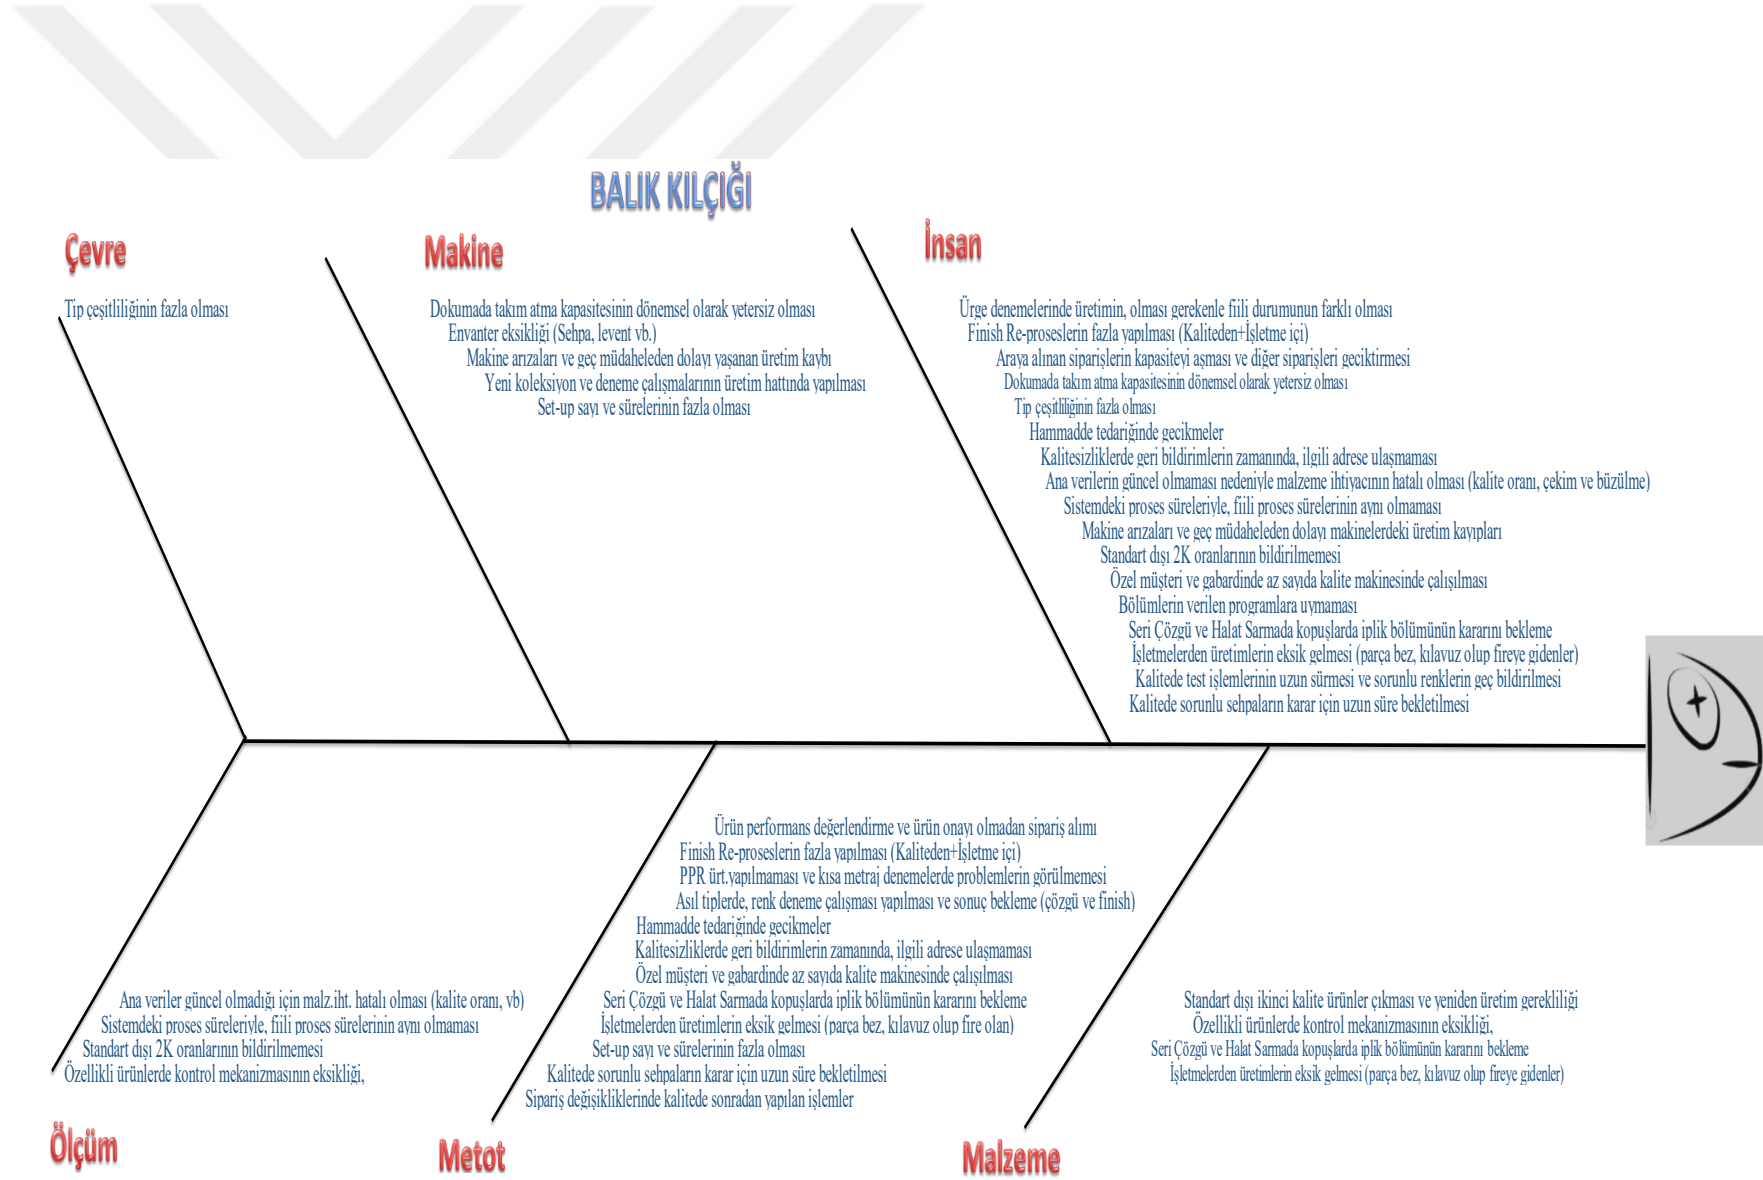 BALIK KILÇIĞI
Çevre
Tip çeşitliliğinin fazla olması
Makine
Dokumada takım atma kapasitesinin dönemsel olarak yetersiz olması
Envanter eksikliği (Sehpa, levent vb.)
Makine arızaları ve geç müdaheleden dolayı yaşanan üretim kaybı
Yeni koleksiyon ve deneme çalışmalarının üretim hattında yapılması
Set-up sayı ve sürelerinin fazla olması
İnsan
Ürge denemelerinde üretimin, olması gerekenle fiili durumunun farklı olması
Finish Re-proseslerin fazla yapılması (Kaliteden+İşletme içi)
Araya alınan siparişlerin kapasiteyi aşması ve diğer siparişleri geciktirmesi
Dokumada takım atma kapasitesinin dönemsel olarak yetersiz olması
Tip çeşitliliğinin fazla olması
Hammadde tedariğinde gecikmeler
Kalitesizliklerde geri bildirimlerin zamanında, ilgili adrese ulaşmaması
Ana verilerin güncel olmaması nedeniyle malzeme ihtiyacının hatalı olması (kalite oranı, çekim ve büzülme)
Sistemdeki proses süreleriyle, fiili proses sürelerinin aynı olmaması
Makine arızaları ve geç müdaheleden dolayı makinelerdeki üretim kayıpları
Standart dışı 2K oranlarının bildirilmemesi
Özel müşteri ve gabardinde az sayıda kalite makinesinde çalışılması
Bölümlerin verilen programlara uymaması
Seri Çözgü ve Halat Sarmada kopuşlarda iplik bölümünün kararını bekleme
İşletmelerden üretimlerin eksik gelmesi (parça bez, kılavuz olup fireye gidenler)
Kalitede test işlemlerinin uzun sürmesi ve sorunlu renklerin geç bildirilmesi
Kalitede sorunlu sehpaların karar için uzun süre bekletilmesi
Ana veriler güncel olmadığı için malz.iht. hatalı olması (kalite oranı, vb)
Sistemdeki proses süreleriyle, fiili proses sürelerinin aynı olmaması
Standart dışı 2K oranlarının bildirilmemesi
Özellikli ürünlerde kontrol mekanizmasının eksikliği,
Ölçüm
Ürün performans değerlendirme ve ürün onayı olmadan sipariş alımı
Finish Re-proseslerin fazla yapılması (Kaliteden+İşletme içi)
PPR ürt.yapılmaması ve kısa metraj denemelerde problemlerin görülmemesi
Asıl tiplerde, renk deneme çalışması yapılması ve sonuç bekleme (çözgü ve finish)
Hammadde tedariğinde gecikmeler
Kalitesizliklerde geri bildirimlerin zamanında, ilgili adrese ulaşmaması
Özel müşteri ve gabardinde az sayıda kalite makinesinde çalışılması
Seri Çözgü ve Halat Sarmada kopuşlarda iplik bölümünün kararını bekleme
İşletmelerden üretimlerin eksik gelmesi (parça bez, kılavuz olup fire olan)
Set-up sayı ve sürelerinin fazla olması
Kalitede sorunlu sehpaların karar için uzun süre bekletilmesi
Sipariş değişikliklerinde kalitede sonradan yapılan işlemler
Metot
Standart dışı ikinci kalite ürünler çıkması ve yeniden üretim gerekliliği
Özellikli ürünlerde kontrol mekanizmasının eksikliği,
Seri Çözgü ve Halat Sarmada kopuşlarda iplik bölümünün kararını bekleme
İşletmelerden üretimlerin eksik gelmesi (parça bez, kılavuz olup fireye gidenler)
Malzeme